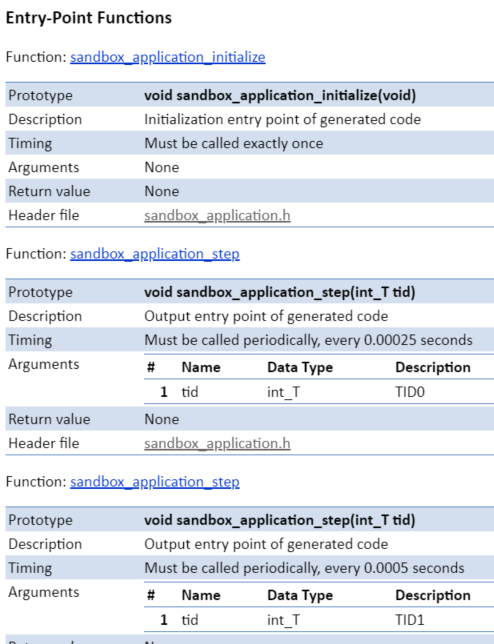 Entry-Point Functions
Function: sandbox_application_initialize
Prototype void sandbox_application_initialize(void)
Description Initialization entry point of generated code
Timing Must be called exactly once
Arguments None
Return value None
Header file sandbox_application.h
Function: sandbox_application_step
Prototype void sandbox_application_step(int_T tid)
Description Output entry point of generated code
Timing Must be called periodically, every 0.00025 seconds
Arguments # Name Data Type Description
1 tid int_T TID0
Return value None
Header file sandbox_application.h
Function: sandbox_application_step
Prototype void sandbox_application_step(int_T tid)
Description Output entry point of generated code
Timing Must be called periodically, every 0.0005 seconds
Arguments # Name Data Type Description
1 tid int_T TID1